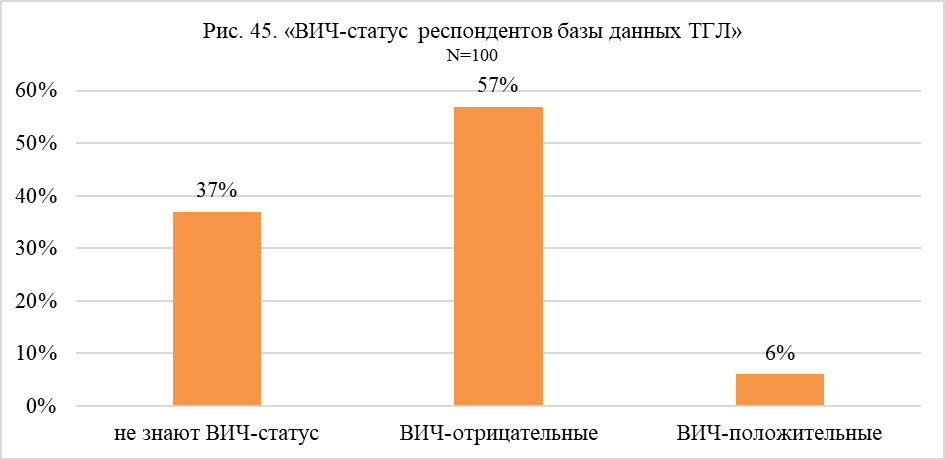 Рис. 45. «ВИЧ-статус респондентов базы данных ТГЛ»
N=100
60%
50%
40%
30%
20%
10%
0%
37%
57%
6%
не знают ВИЧ-статус
ВИЧ-отрицательные
ВИЧ-положительные